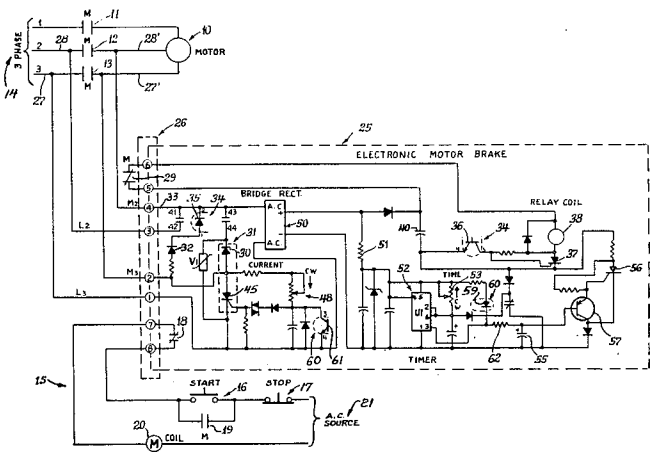 1 M 11 10
3 PHASE 2 28 12 28' MOTOR
14 3 M 13
27 M 27'
26 25
ELECTRONIC MOTOR BRAKE
M 6
29
5 BRIDGE RECT. RELAY COIL
M2 4 33 35 34 31 A.C. + 36 34 38
41 43
42 44
L2 3 50 40 37
32 30 A.C. - 51
M3 2 V1 CURRENT 52 TIME 53 56
L3 1 45 CW 48 59 60
7 18 U1 6 2 3 57
8 60 61 62 55
TIMER
15 START 16 STOP 17
19 M A.C. SOURCE 21
20 M COIL